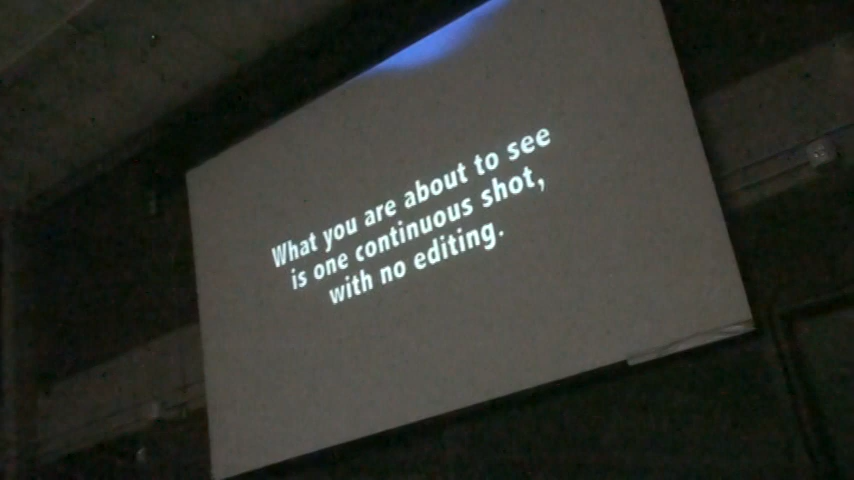 What you are about to see
is one continuous shot,
with no editing.